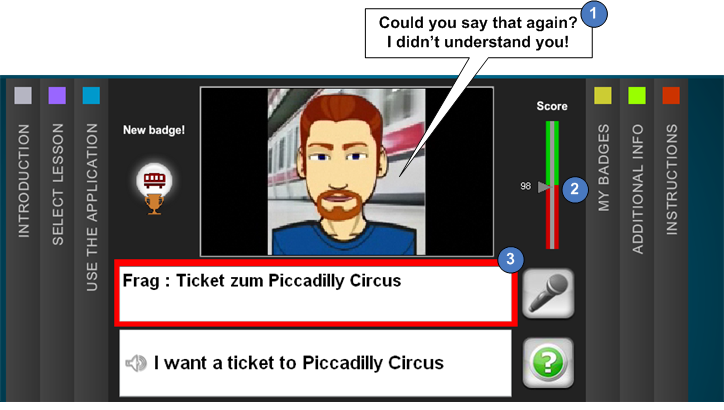 Could you say that again?
I didn't understand you!
1
INTRODUCTION
SELECT LESSON
USE THE APPLICATION
New badge!
Score
98
2
MY BADGES
ADDITIONAL INFO
INSTRUCTIONS
3
Frag : Ticket zum Piccadilly Circus
I want a ticket to Piccadilly Circus
?